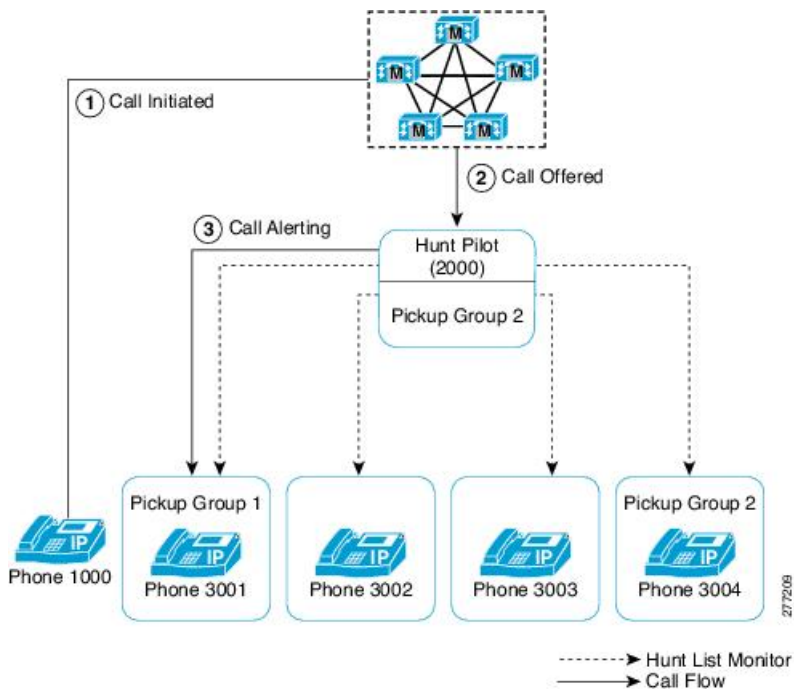 M
M
M
M
M
1 Call Initiated
2 Call Offered
3 Call Alerting
Hunt Pilot
(2000)
Pickup Group 2
Pickup Group 1
Pickup Group 2
IP
IP
IP
IP
IP
Phone 1000
Phone 3001
Phone 3002
Phone 3003
Phone 3004
277209
Hunt List Monitor
Call Flow